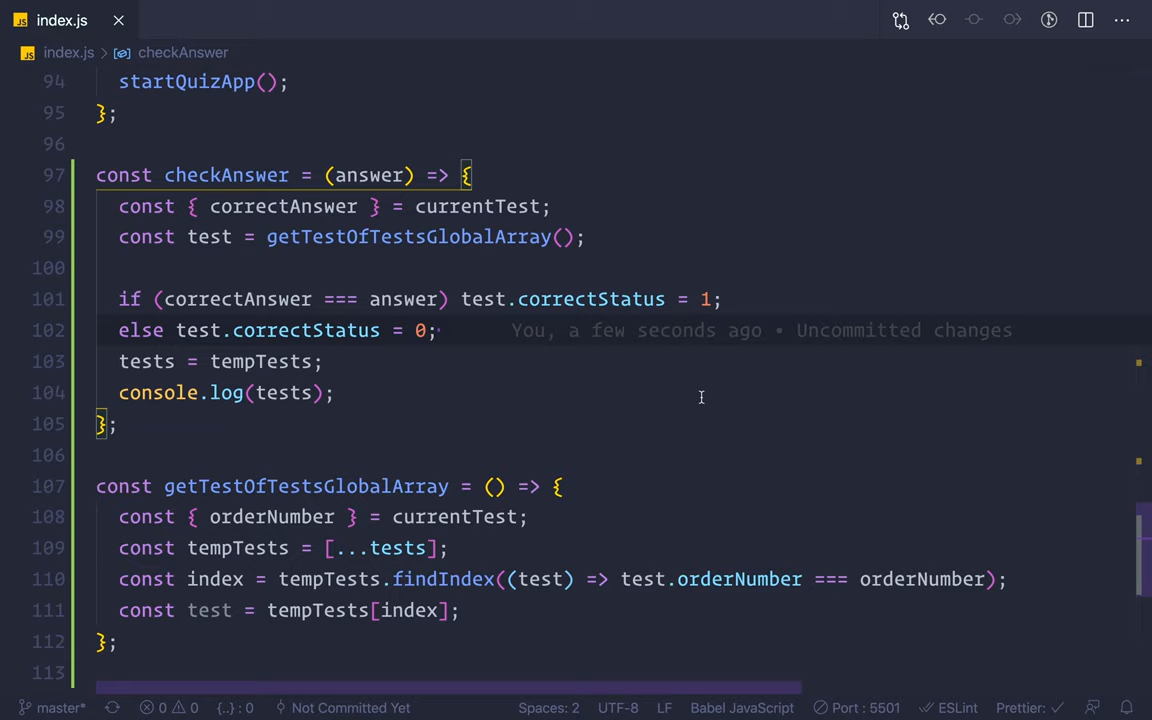 JS index.js
JS index.js > checkAnswer
94 startQuizApp();
95 };
96
97 const checkAnswer = (answer) => {
98 const { correctAnswer } = currentTest;
99 const test = getTestOfTestsGlobalArray();
100
101 if (correctAnswer === answer) test.correctStatus = 1;
102 else test.correctStatus = 0; You, a few seconds ago • Uncommitted changes
103 tests = tempTests;
104 console.log(tests);
105 };
106
107 const getTestOfTestsGlobalArray = () => {
108 const { orderNumber } = currentTest;
109 const tempTests = [...tests];
110 const index = tempTests.findIndex((test) => test.orderNumber === orderNumber);
111 const test = tempTests[index];
112 };
113
master* 0 0 {..} : 0 Not Committed Yet Spaces: 2 UTF-8 LF Babel JavaScript Port : 5501 ESLint Prettier: ✓